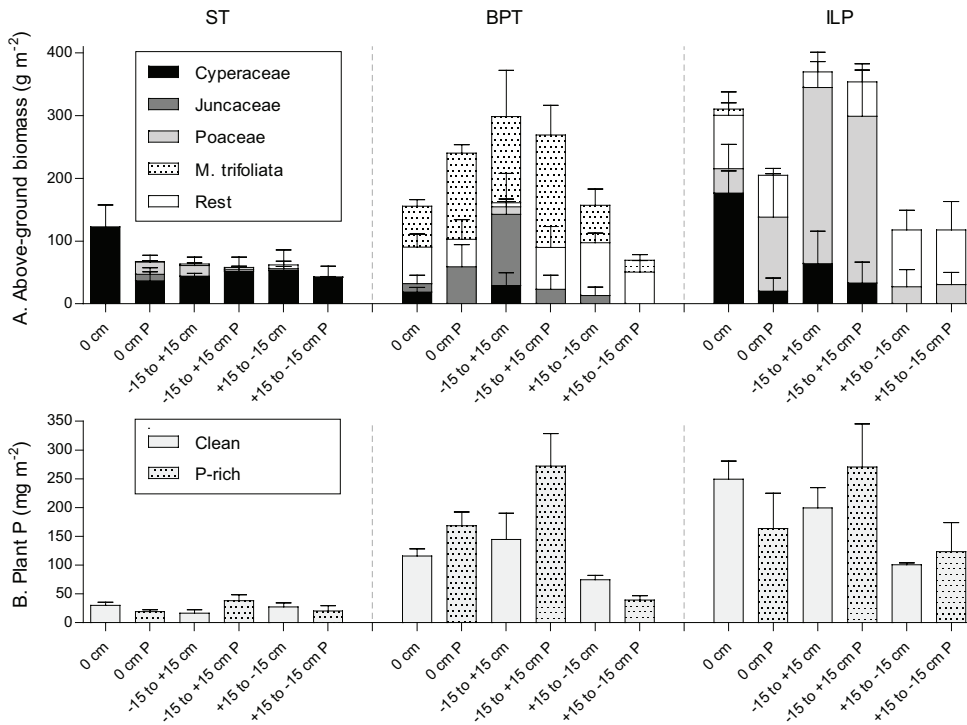 ST
BPT
ILP
A. Above-ground biomass (g m⁻²)
400
300
200
100
0
Cyperaceae
Juncaceae
Poaceae
M. trifoliata
Rest
0 cm
0 cm P
-15 to +15 cm
-15 to +15 cm P
+15 to -15 cm
+15 to -15 cm P
0 cm
0 cm P
-15 to +15 cm
-15 to +15 cm P
+15 to -15 cm
+15 to -15 cm P
0 cm
0 cm P
-15 to +15 cm
-15 to +15 cm P
+15 to -15 cm
+15 to -15 cm P
B. Plant P (mg m⁻²)
350
300
250
200
150
100
50
0
Clean
P-rich
0 cm
0 cm P
-15 to +15 cm
-15 to +15 cm P
+15 to -15 cm
+15 to -15 cm P
0 cm
0 cm P
-15 to +15 cm
-15 to +15 cm P
+15 to -15 cm
+15 to -15 cm P
0 cm
0 cm P
-15 to +15 cm
-15 to +15 cm P
+15 to -15 cm
+15 to -15 cm P